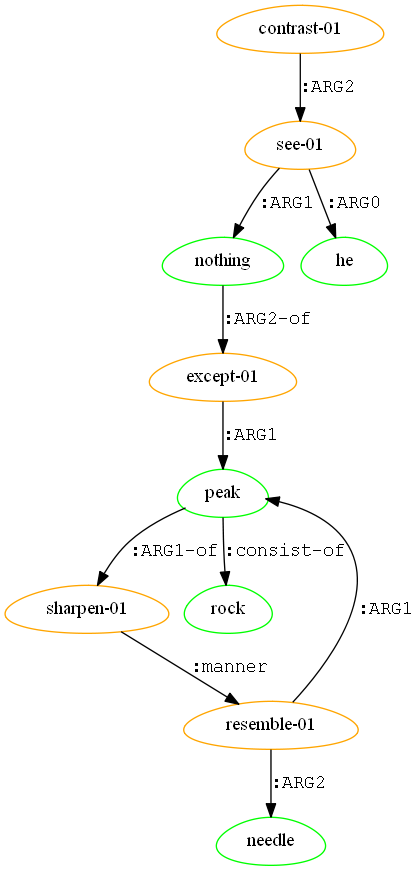 contrast-01
:ARG2
see-01
:ARG1 :ARG0
nothing he
:ARG2-of
except-01
:ARG1
peak
:ARG1-of :consist-of
sharpen-01 rock :ARG1
:manner
resemble-01
:ARG2
needle